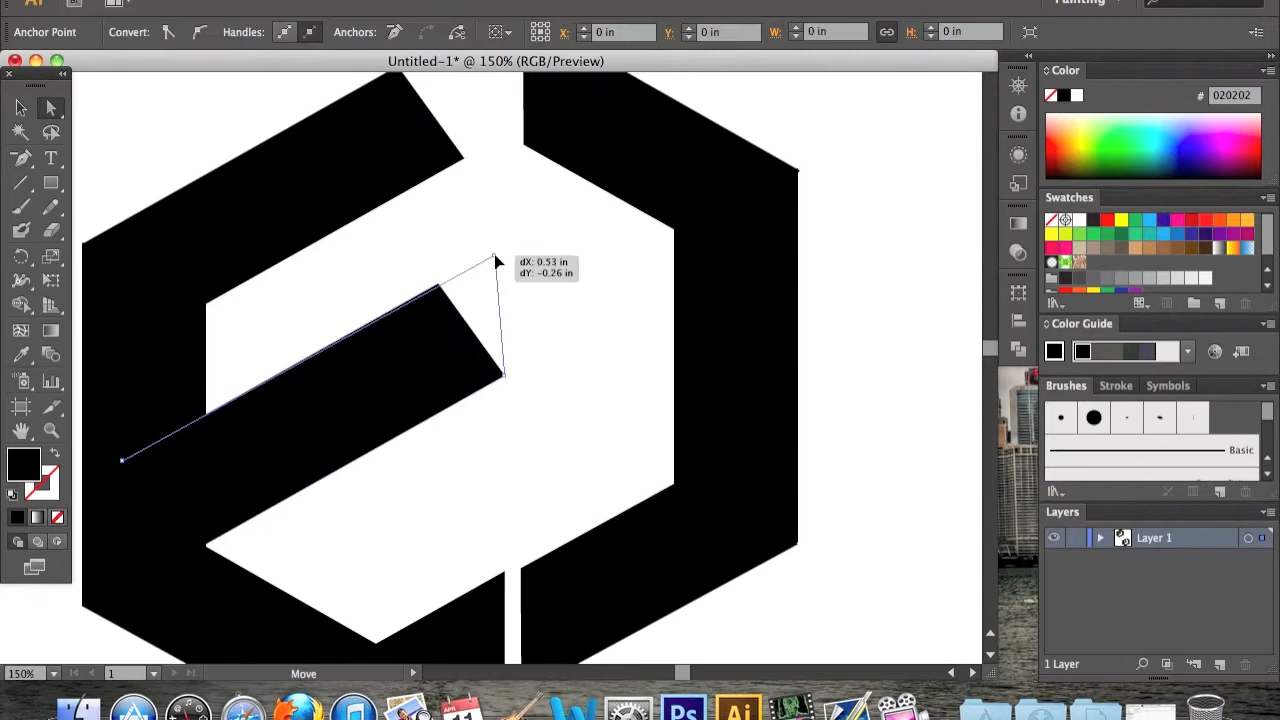 Painting
Anchor Point Convert: Handles: Anchors: X: 0 in Y: 0 in W: 0 in H: 0 in
Untitled-1* @ 150% (RGB/Preview)
Color
# 020202
Swatches
dX: 0.53 in
dY: -0.26 in
Color Guide
Brushes Stroke Symbols
Basic
Layers
Layer 1
1 Layer
150% 1 Move
APR
Ps Ai